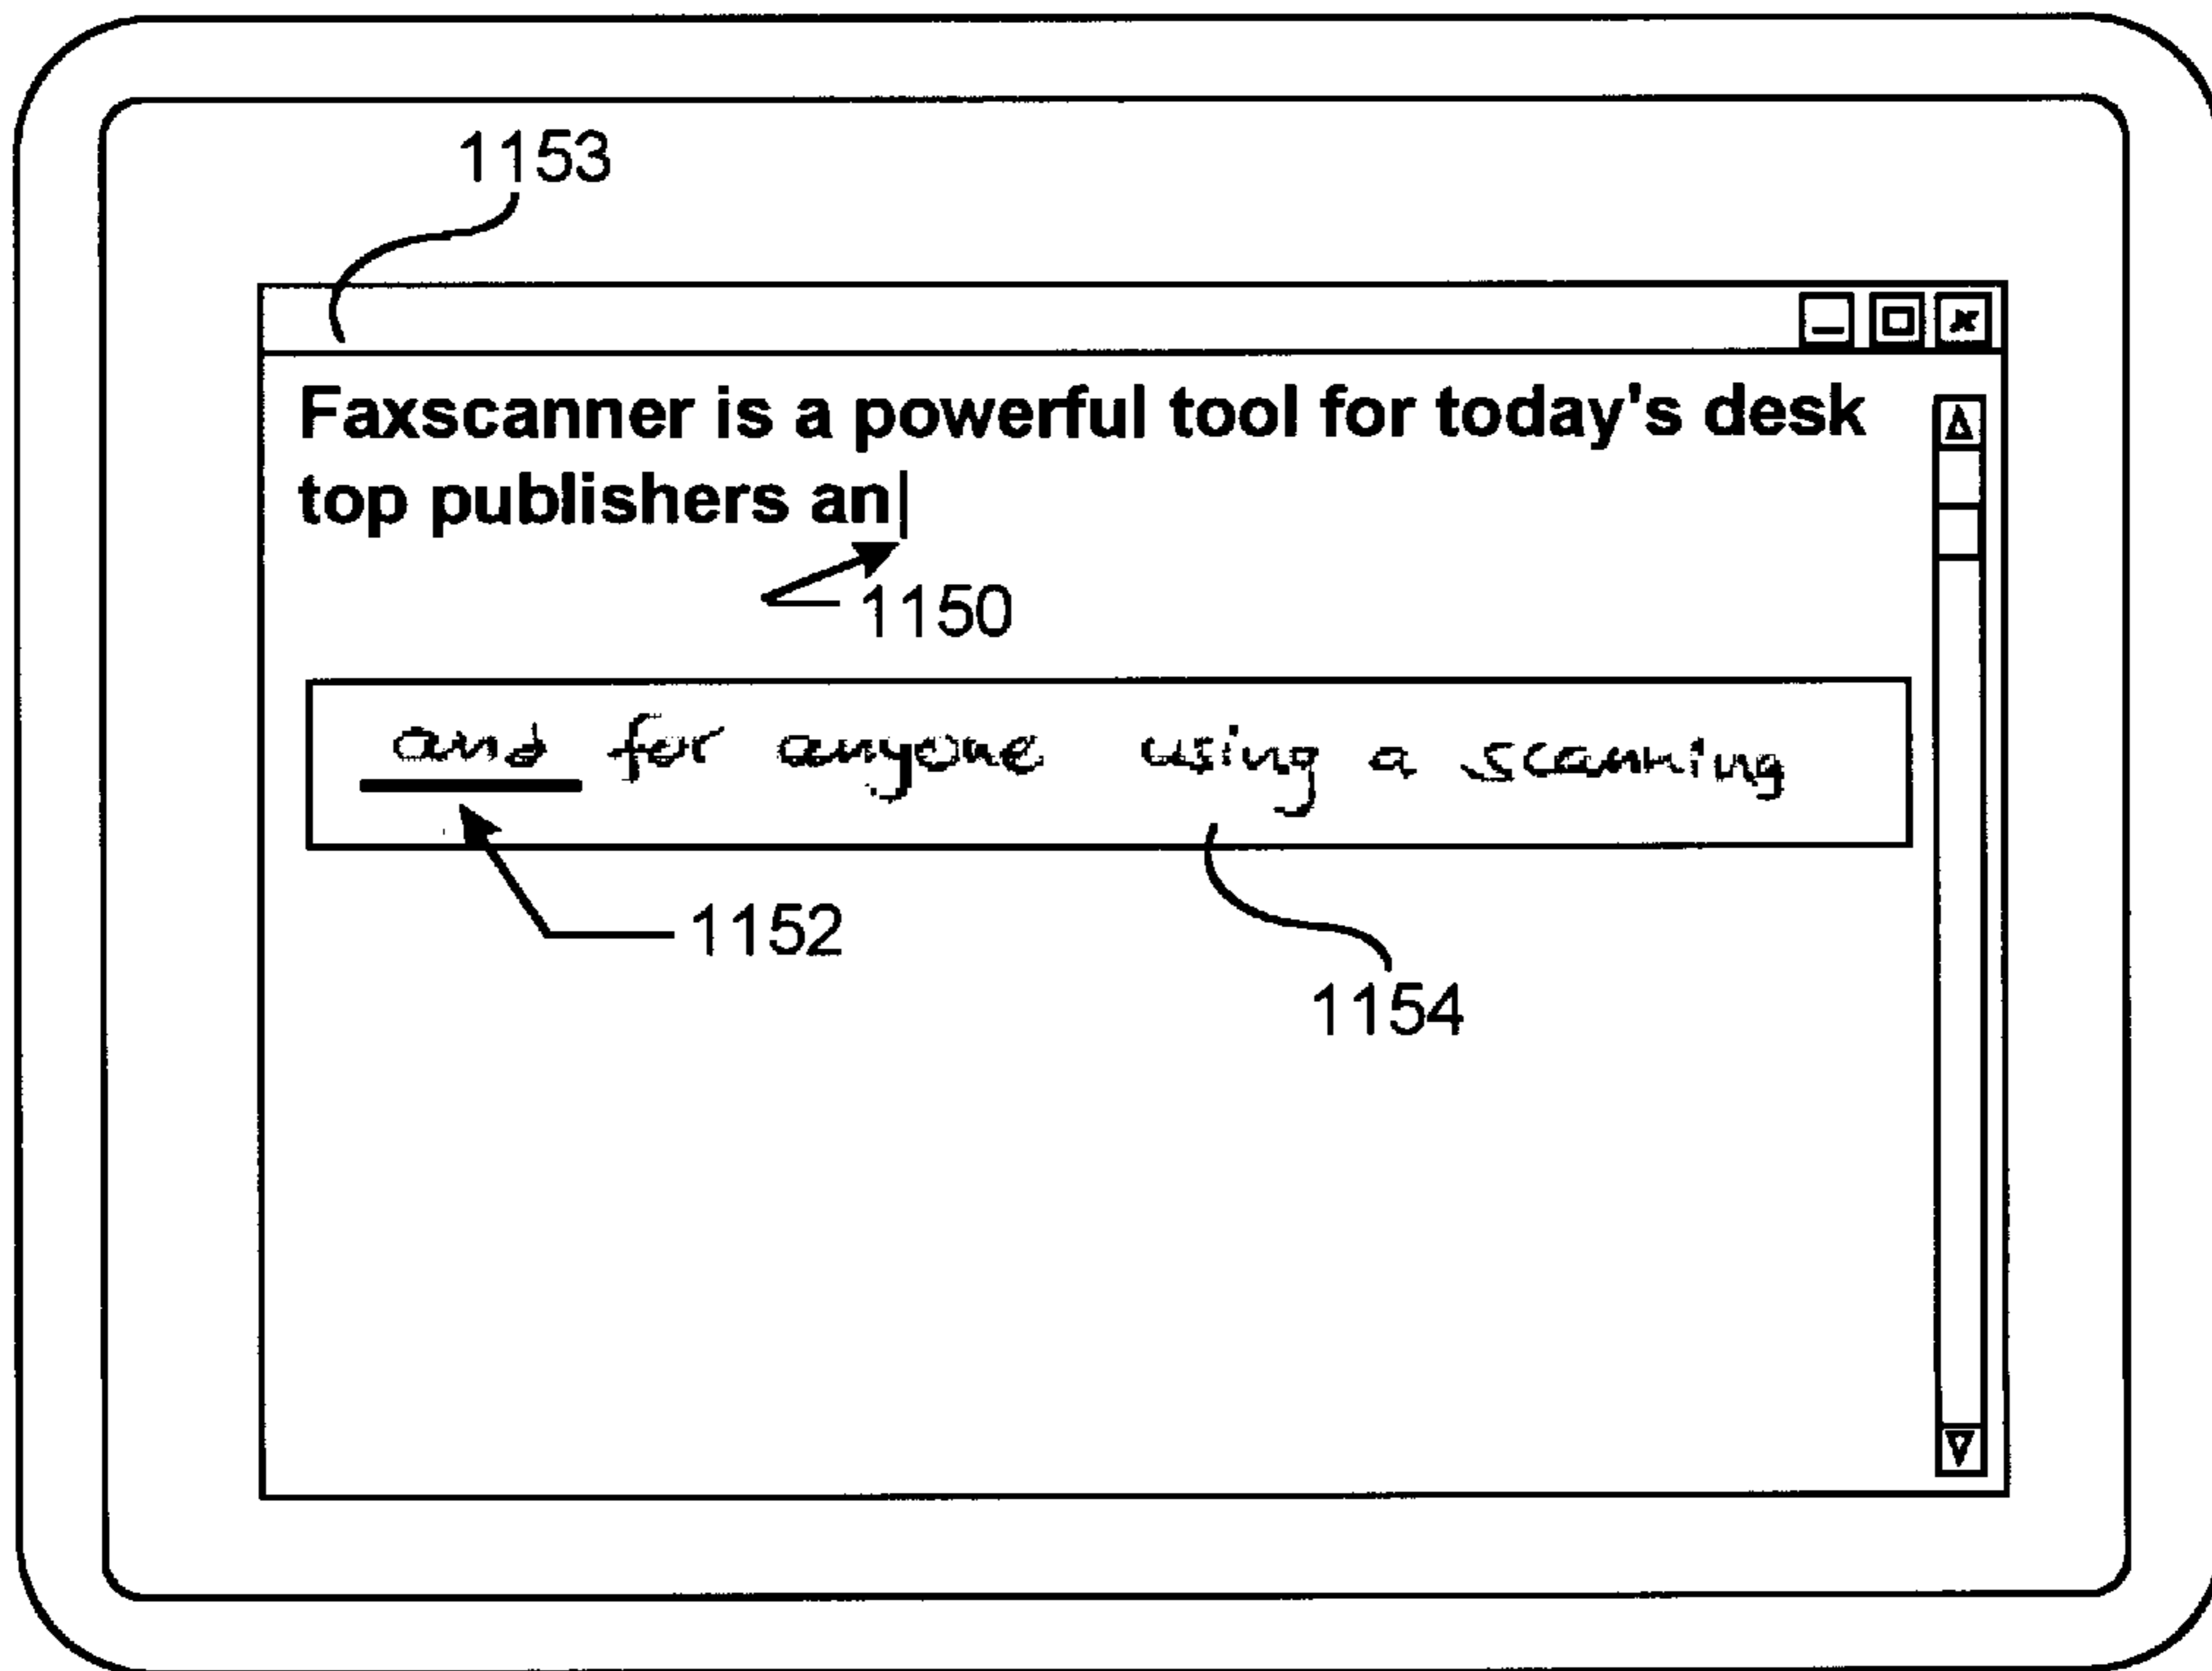 1153
Faxscanner is a powerful tool for today's desk
top publishers an
1150
and for anyone using a scanning
1152
1154